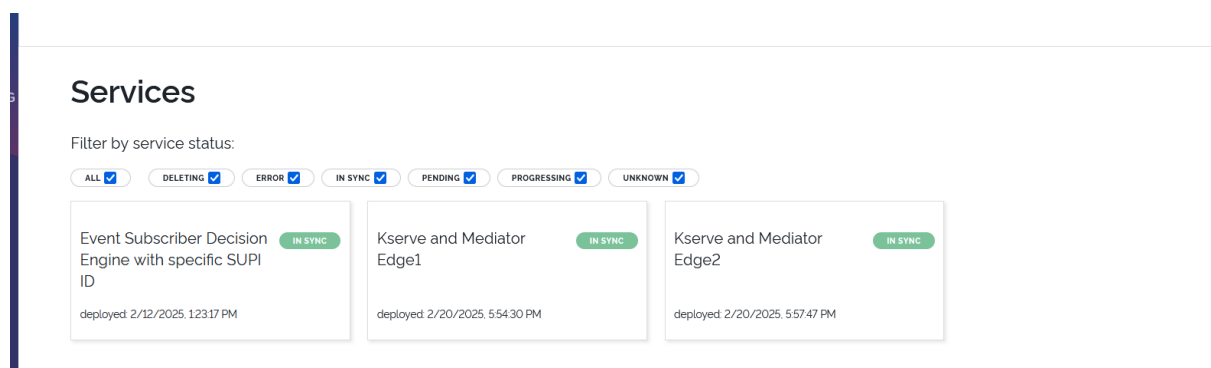 Services
Filter by service status:
ALL DELETING ERROR IN SYNC PENDING PROGRESSING UNKNOWN
Event Subscriber Decision
Engine with specific SUPI
ID
IN SYNC
deployed: 2/12/2025, 1:23:17 PM
Kserve and Mediator
Edge1
IN SYNC
deployed: 2/20/2025, 5:54:30 PM
Kserve and Mediator
Edge2
IN SYNC
deployed: 2/20/2025, 5:57:47 PM